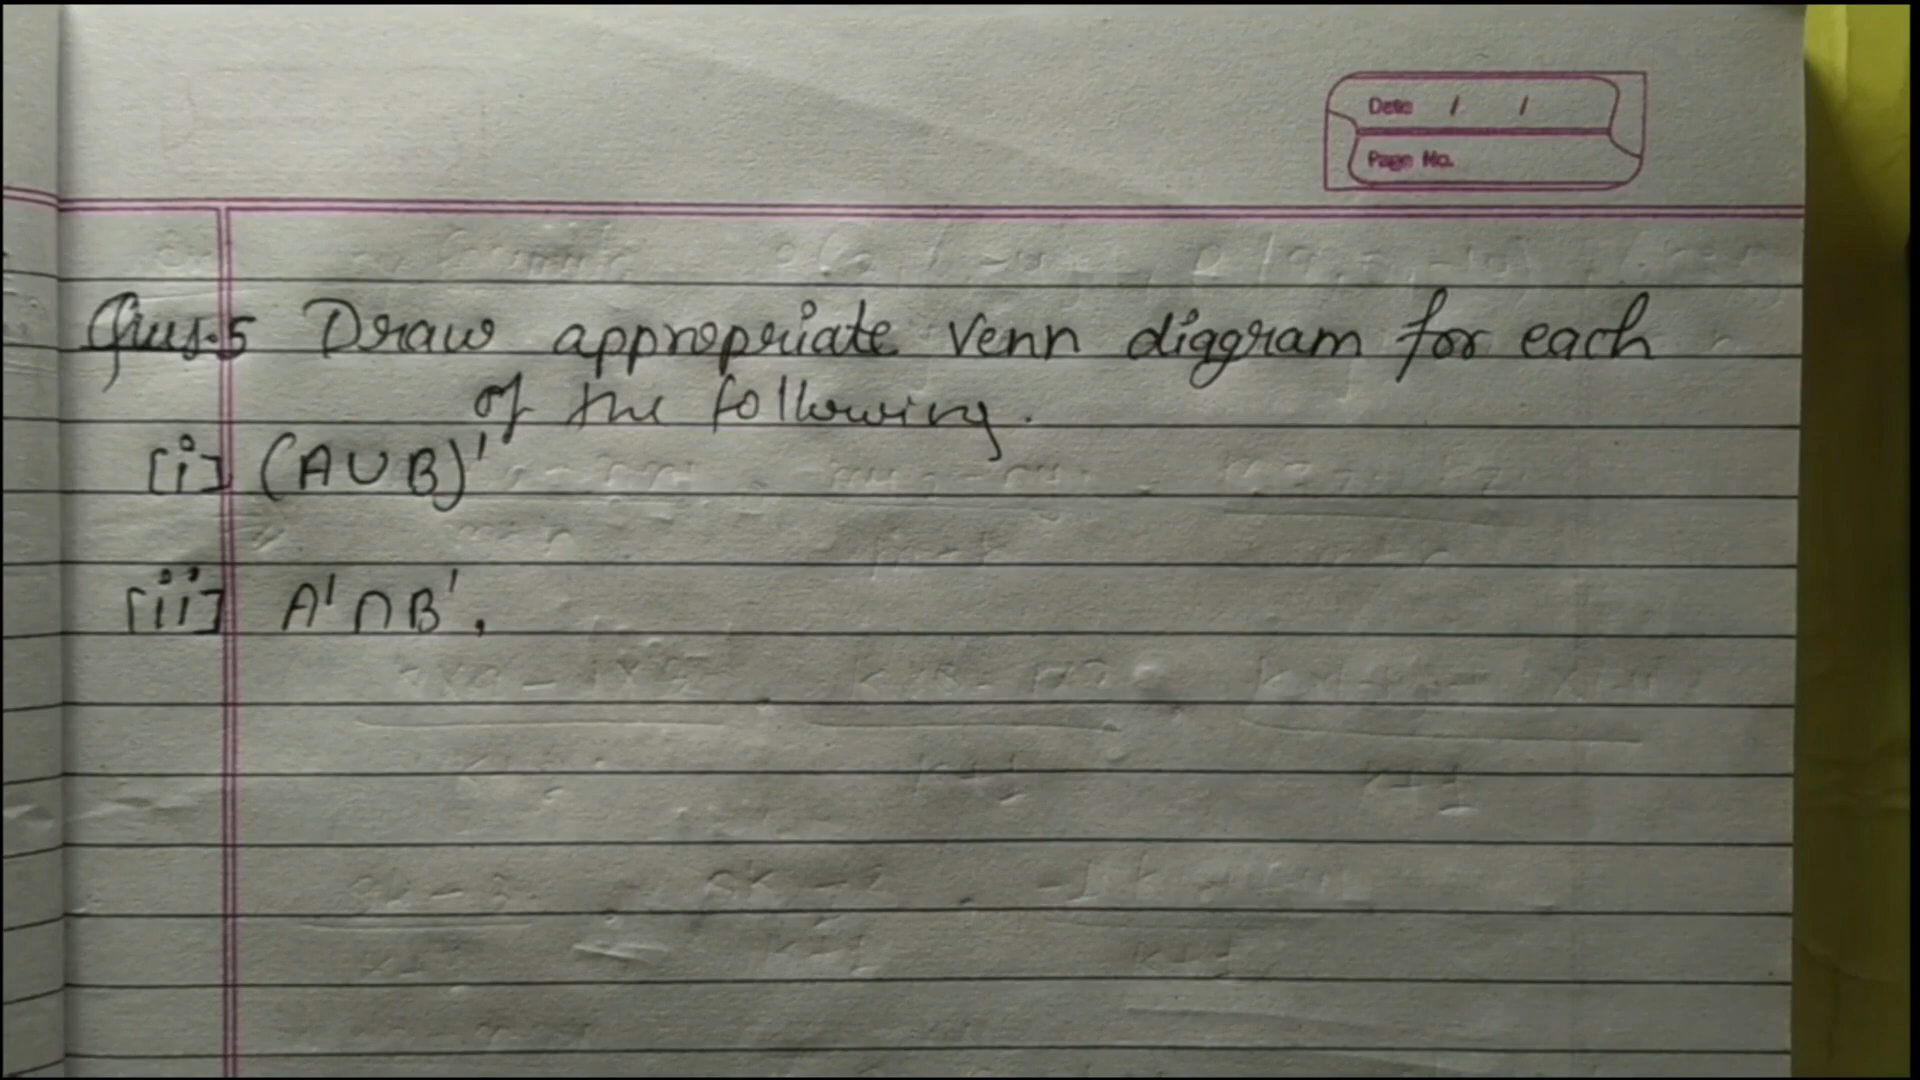 Date / /
Page No.
Ques.5 Draw appropriate Venn diagram for each
of the following.
[i] (A∪B)'
[ii] A'∩B'.